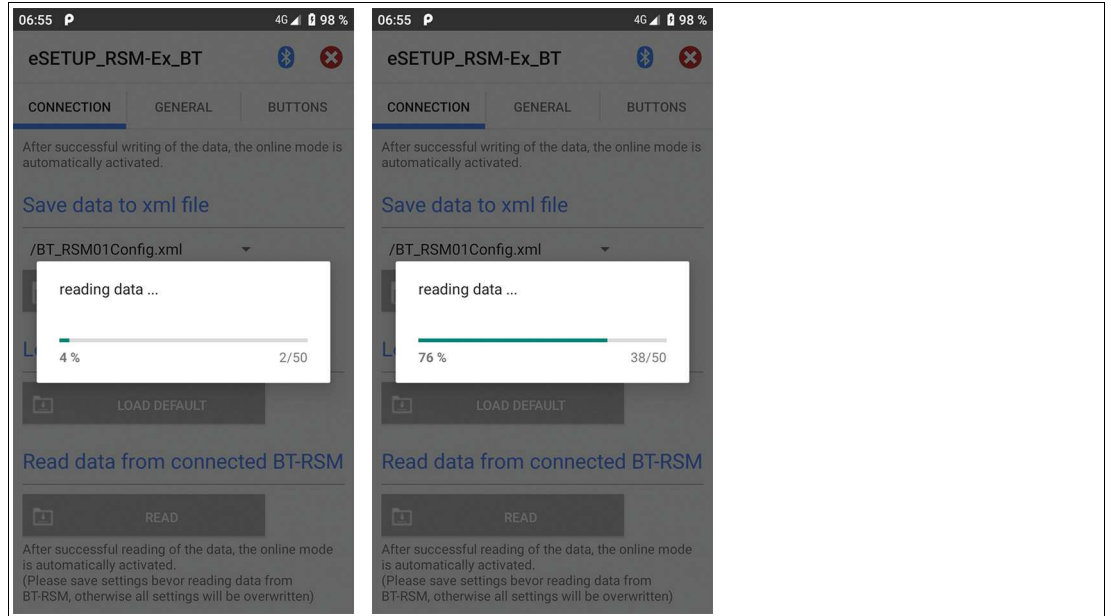 06:55 4G 98 %
eSETUP_RSM-Ex_BT
CONNECTION GENERAL BUTTONS
After successful writing of the data, the online mode is
automatically activated.
Save data to xml file
/BT_RSM01Config.xml
reading data ...
4 % 2/50
LOAD DEFAULT
Read data from connected BT-RSM
READ
After successful reading of the data, the online mode
is automatically activated.
(Please save settings bevor reading data from
BT-RSM, otherwise all settings will be overwritten)
06:55 4G 98 %
eSETUP_RSM-Ex_BT
CONNECTION GENERAL BUTTONS
After successful writing of the data, the online mode is
automatically activated.
Save data to xml file
/BT_RSM01Config.xml
reading data ...
76 % 38/50
LOAD DEFAULT
Read data from connected BT-RSM
READ
After successful reading of the data, the online mode
is automatically activated.
(Please save settings bevor reading data from
BT-RSM, otherwise all settings will be overwritten)